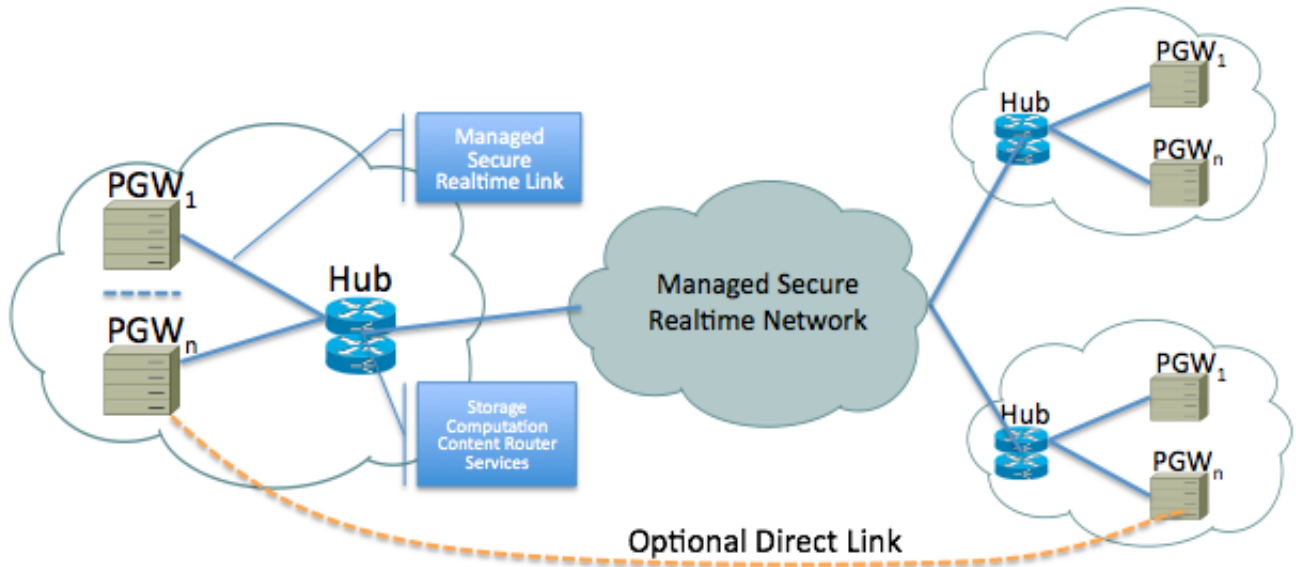 PGW1
PGWn
Hub
Managed
Secure
Realtime Link
Storage
Computation
Content Router
Services
Managed Secure
Realtime Network
Hub
PGW1
PGWn
Hub
PGW1
PGWn
Optional Direct Link